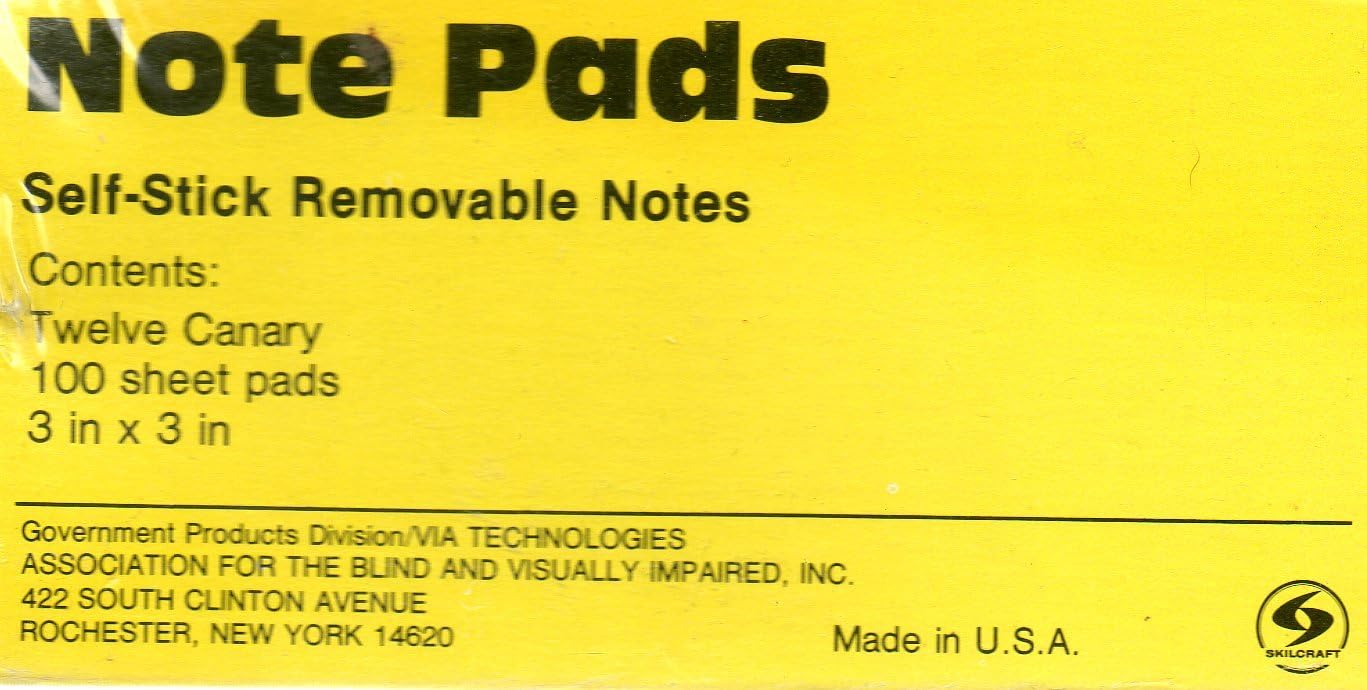 Note Pads
Self-Stick Removable Notes
Contents:
Twelve Canary
100 sheet pads
3 in x 3 in
Government Products Division/VIA TECHNOLOGIES
ASSOCIATION FOR THE BLIND AND VISUALLY IMPAIRED, INC.
422 SOUTH CLINTON AVENUE
ROCHESTER, NEW YORK 14620
Made in U.S.A.
SKILCRAFT